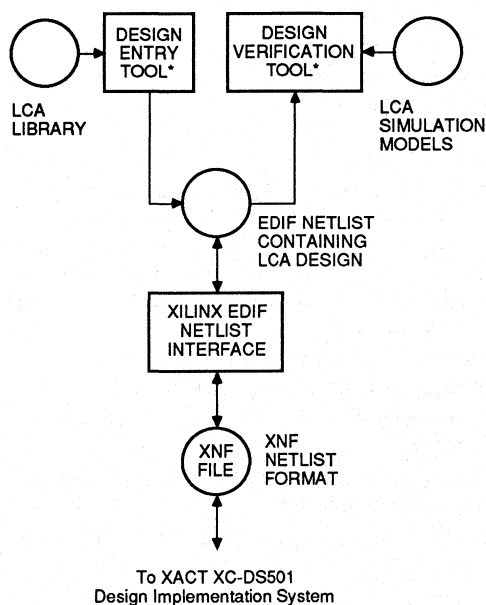 DESIGN
ENTRY
TOOL*
DESIGN
VERIFICATION
TOOL*
LCA
LIBRARY
LCA
SIMULATION
MODELS
EDIF NETLIST
CONTAINING
LCA DESIGN
XILINX EDIF
NETLIST
INTERFACE
XNF
FILE
XNF
NETLIST
FORMAT
To XACT XC-DS501
Design Implementation System